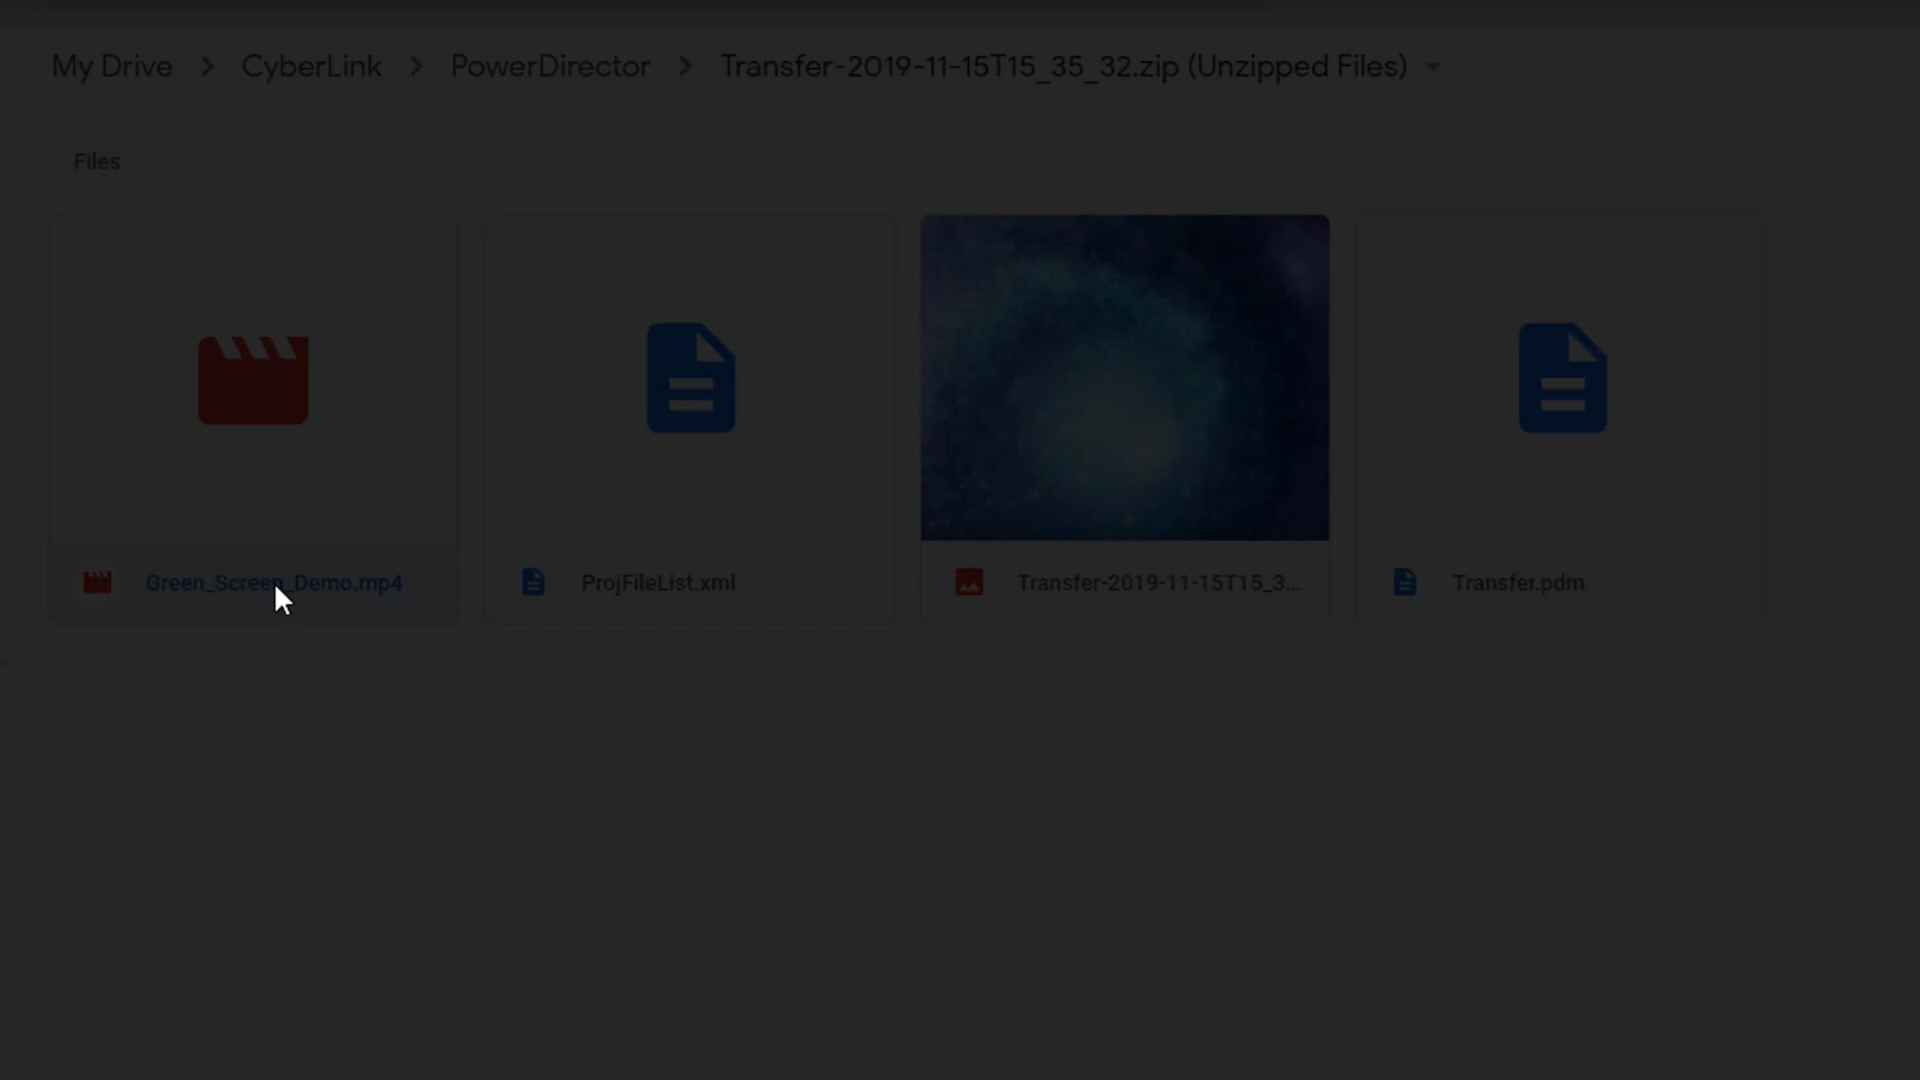 My Drive > CyberLink > PowerDirector > Transfer-2019-11-15T15_35_32.zip (Unzipped Files)
Files
Green_Screen_Demo.mp4
ProjFileList.xml
Transfer-2019-11-15T15_3...
Transfer.pdm